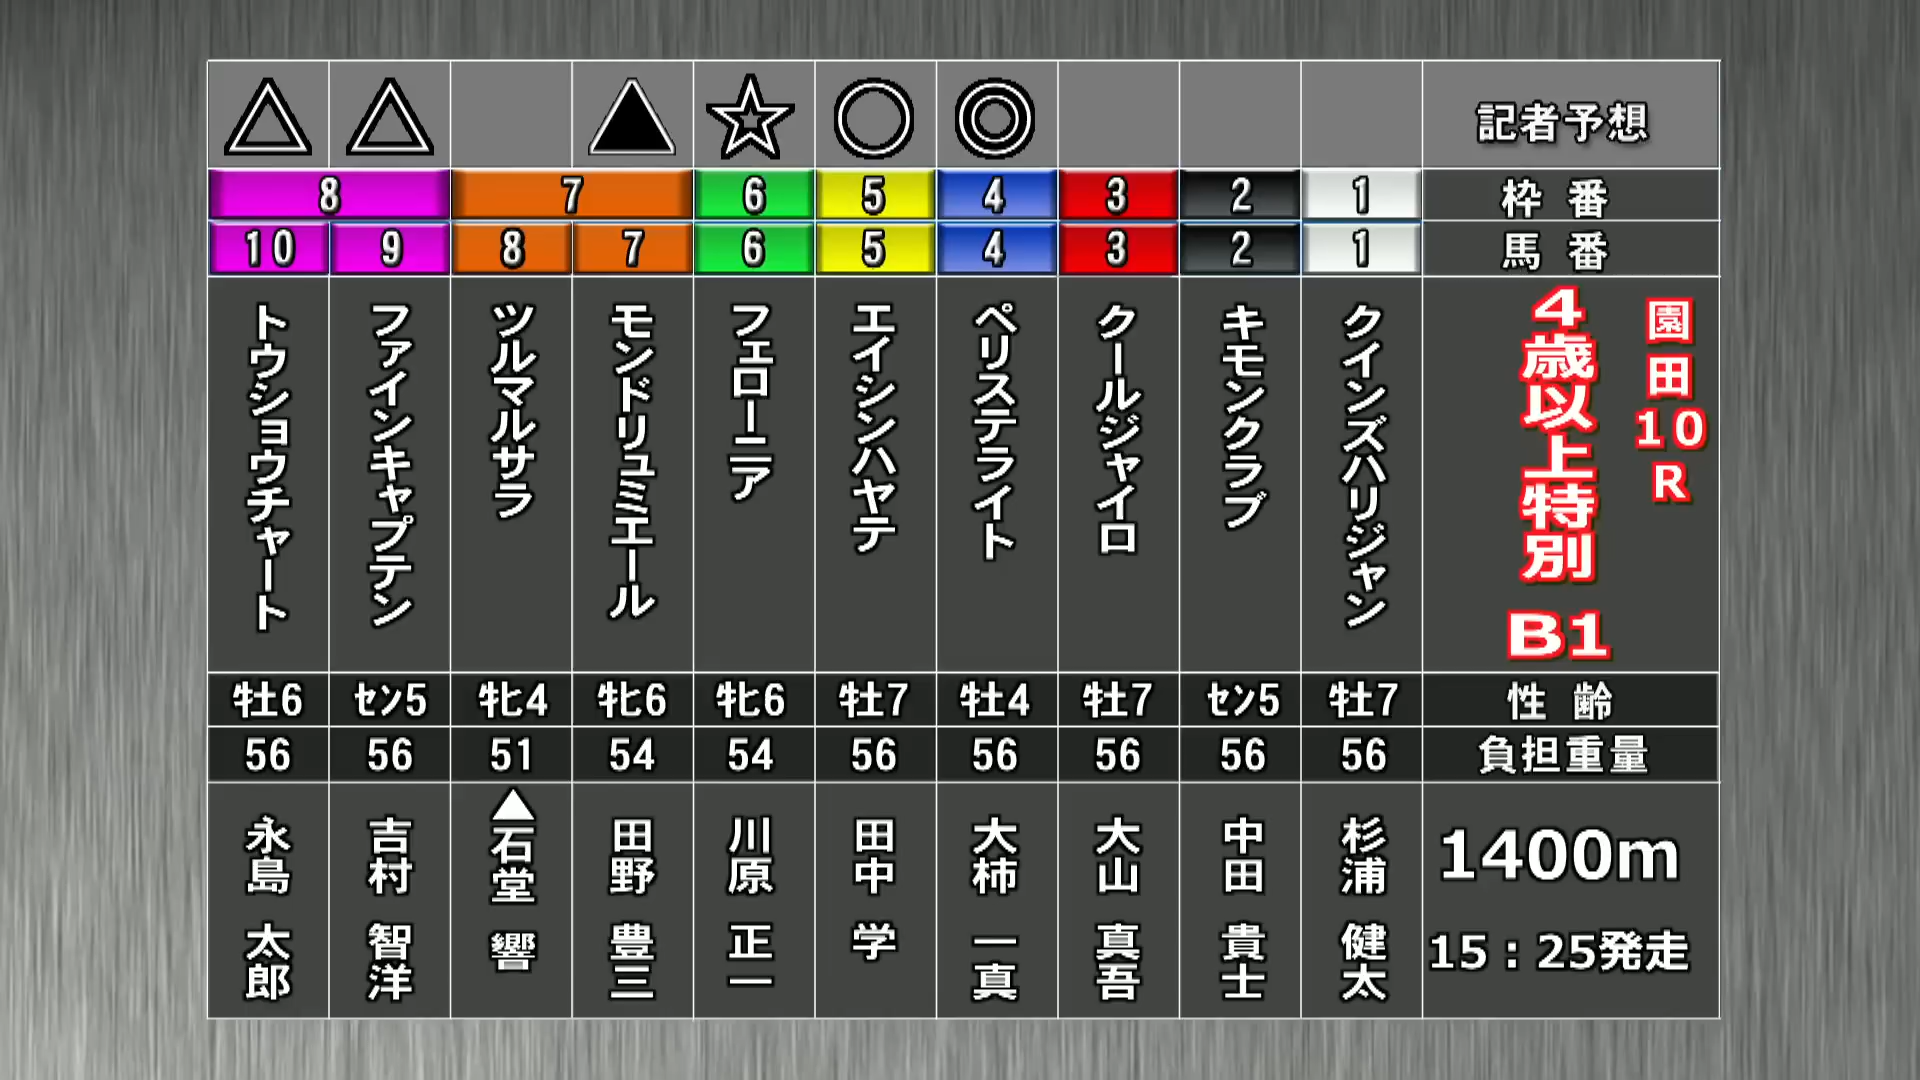 園田10R
4歳以上特別 B1
1400m
15：25発走
記者予想 ◎ ○ ☆ ▲ △ △
枠番 1 2 3 4 5 6 7 8
馬番 1 2 3 4 5 6 7 8 9 10
クインズハリジャン
キモンクラブ
クールジャイロ
ペリステライト
エイシンハヤテ
フェローニア
モンドリュミエール
ツルマルサラ
ファインキャプテン
トウショウチャート
性齢 牡7 ｾﾝ5 牡7 牡4 牡7 牝6 牝6 牝4 ｾﾝ5 牡6
負担重量 56 56 56 56 56 54 54 51 56 56
杉浦 健太
中田 貴士
大山 真吾
大柿 一真
田中 学
川原 正一
田野 豊三
▲石堂 響
吉村 智洋
永島 太郎